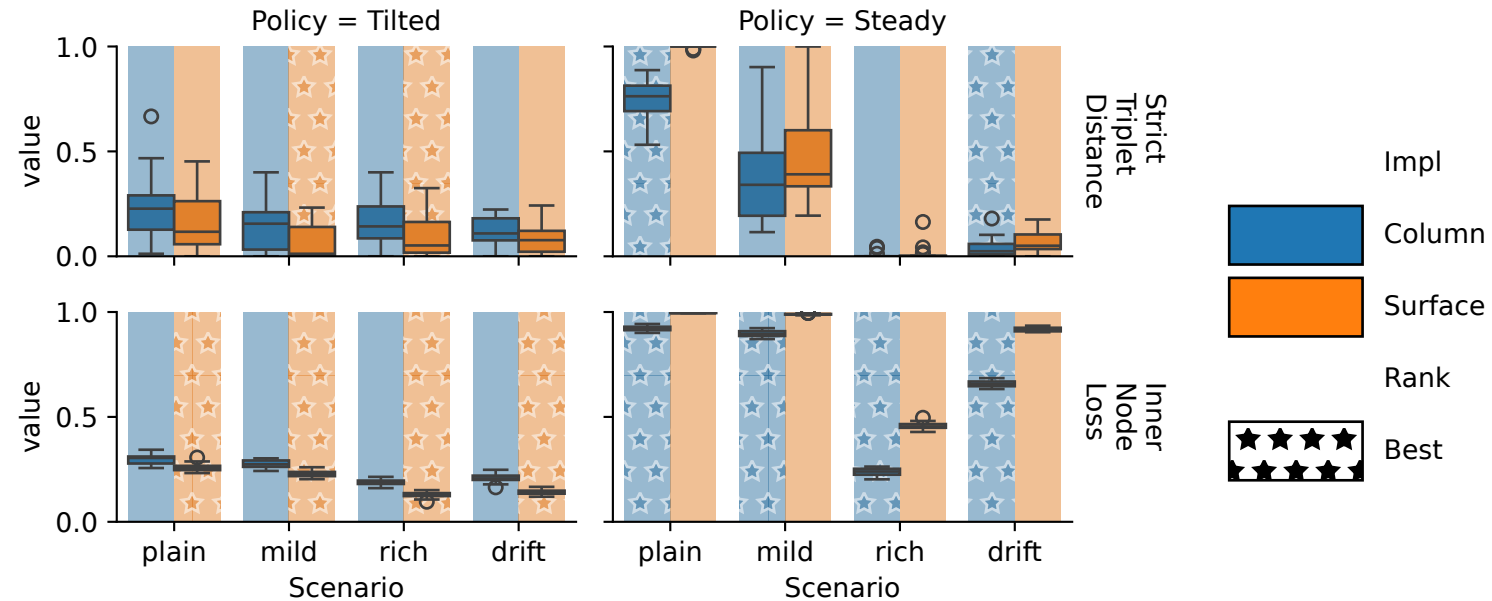 Policy = Tilted
Policy = Steady
value
1.0
0.5
0.0
Strict
Triplet
Distance
value
1.0
0.5
0.0
Inner
Node
Loss
plain
mild
rich
drift
Scenario
plain
mild
rich
drift
Scenario
Impl
Column
Surface
Rank
Best